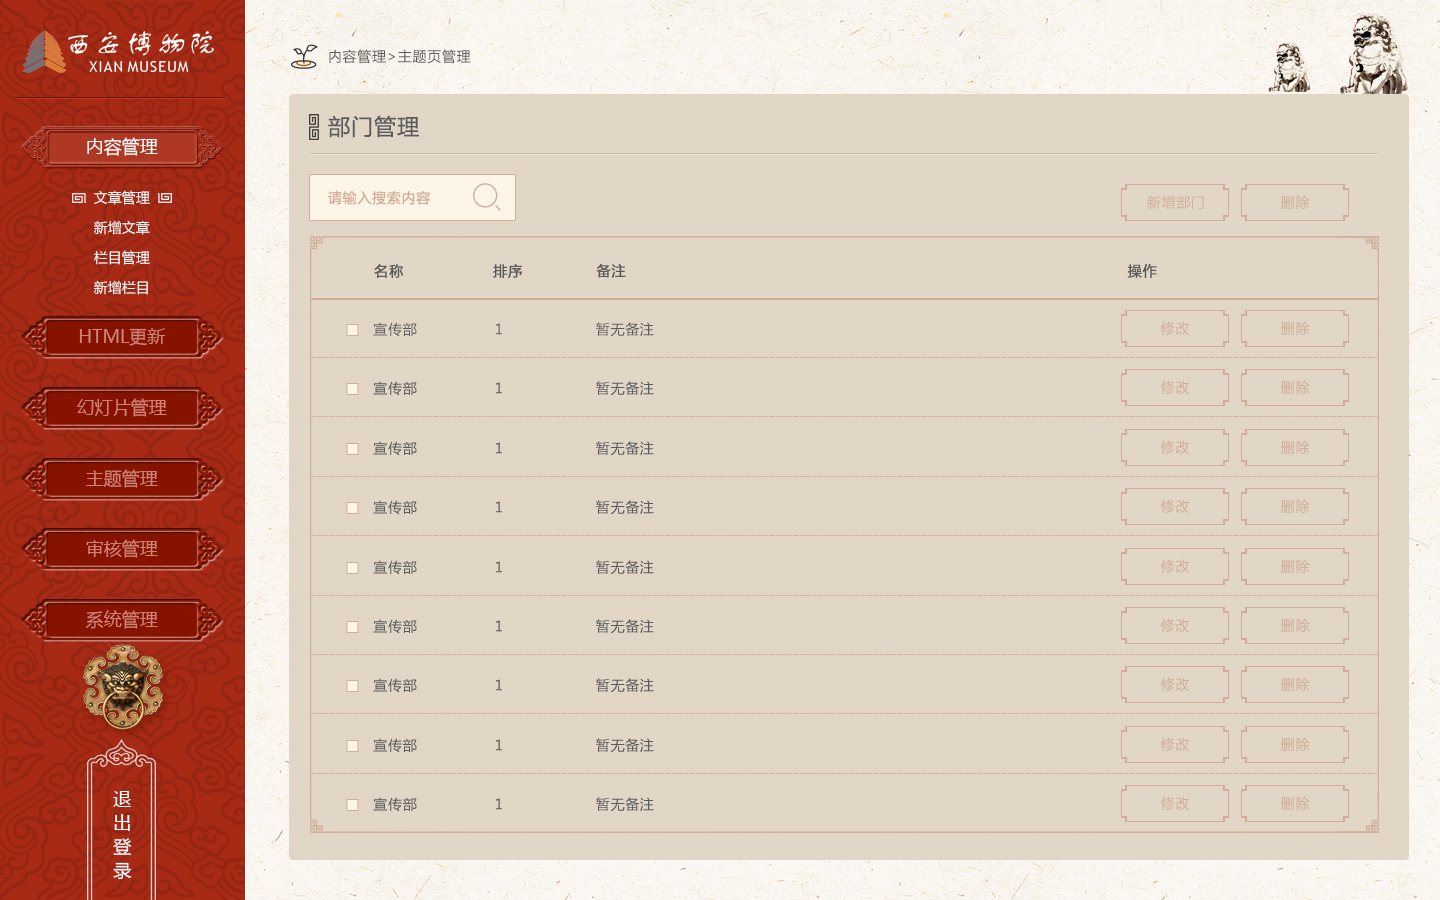 西安博物院
XIAN MUSEUM
内容管理
文章管理
新增文章
栏目管理
新增栏目
HTML更新
幻灯片管理
主题管理
审核管理
系统管理
退出登录
内容管理>主题页管理
部门管理
请输入搜索内容
新增部门 删除
名称 排序 备注 操作
宣传部 1 暂无备注 修改 删除
宣传部 1 暂无备注 修改 删除
宣传部 1 暂无备注 修改 删除
宣传部 1 暂无备注 修改 删除
宣传部 1 暂无备注 修改 删除
宣传部 1 暂无备注 修改 删除
宣传部 1 暂无备注 修改 删除
宣传部 1 暂无备注 修改 删除
宣传部 1 暂无备注 修改 删除